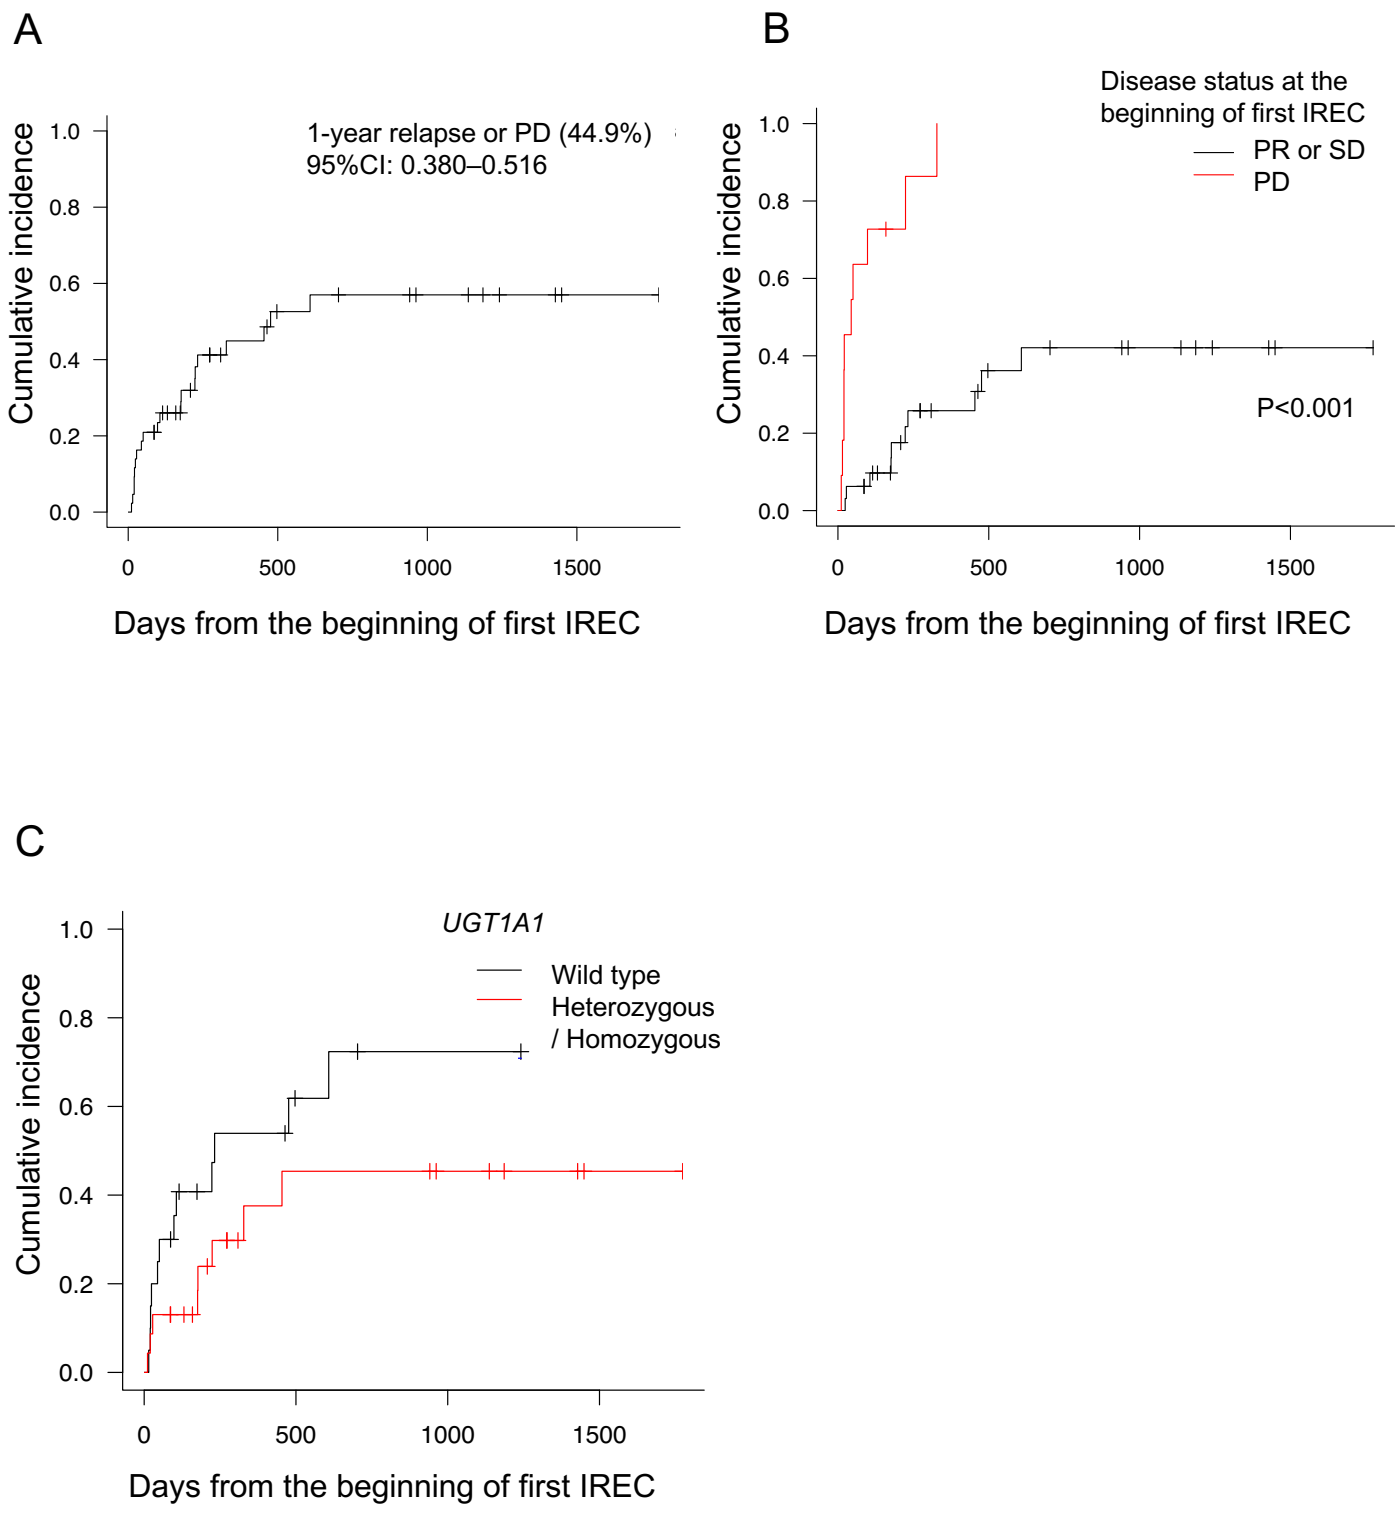 A
1-year relapse or PD (44.9%)
95%CI: 0.380–0.516
Cumulative incidence
1.0
0.8
0.6
0.4
0.2
0.0
0 500 1000 1500
Days from the beginning of first IREC
B
Disease status at the
beginning of first IREC
PR or SD
PD
Cumulative incidence
1.0
0.8
0.6
0.4
0.2
0.0
P<0.001
0 500 1000 1500
Days from the beginning of first IREC
C
UGT1A1
Wild type
Heterozygous
/ Homozygous
Cumulative incidence
1.0
0.8
0.6
0.4
0.2
0.0
0 500 1000 1500
Days from the beginning of first IREC